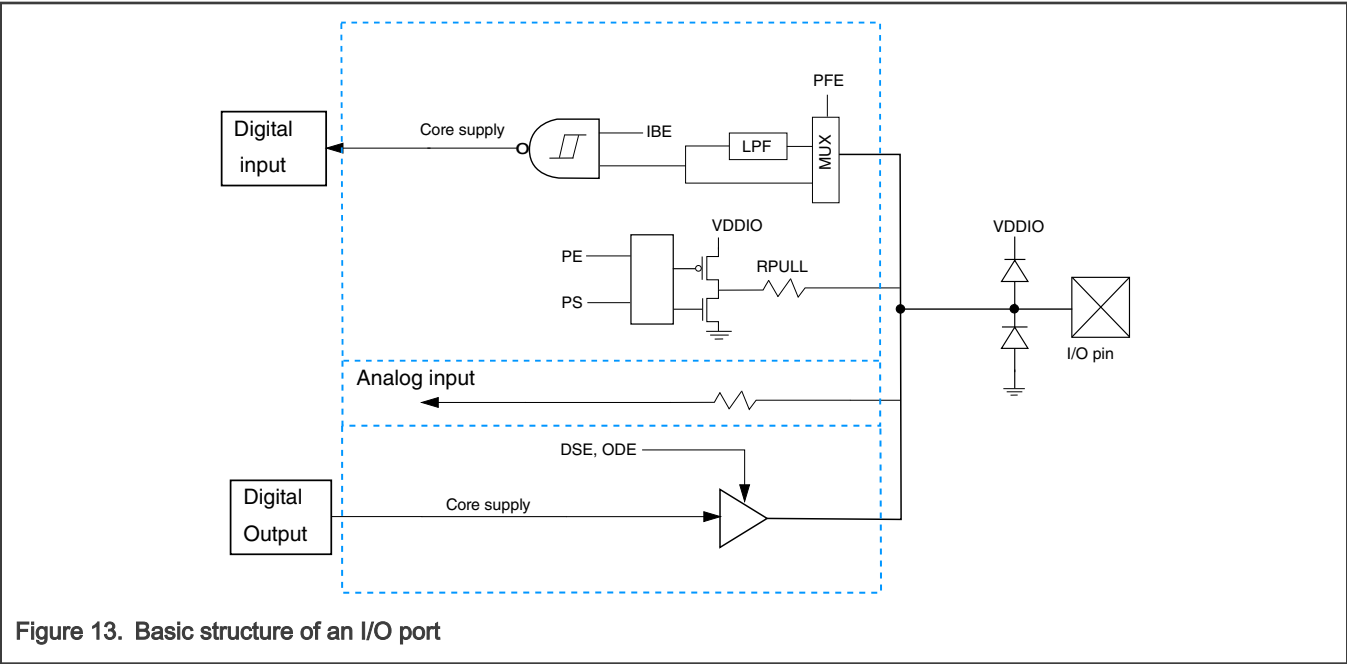 PFE
Digital
input
Core supply
IBE
LPF
MUX
VDDIO
PE
RPULL
PS
VDDIO
I/O pin
Analog input
DSE, ODE
Digital
Output
Core supply
Figure 13. Basic structure of an I/O port